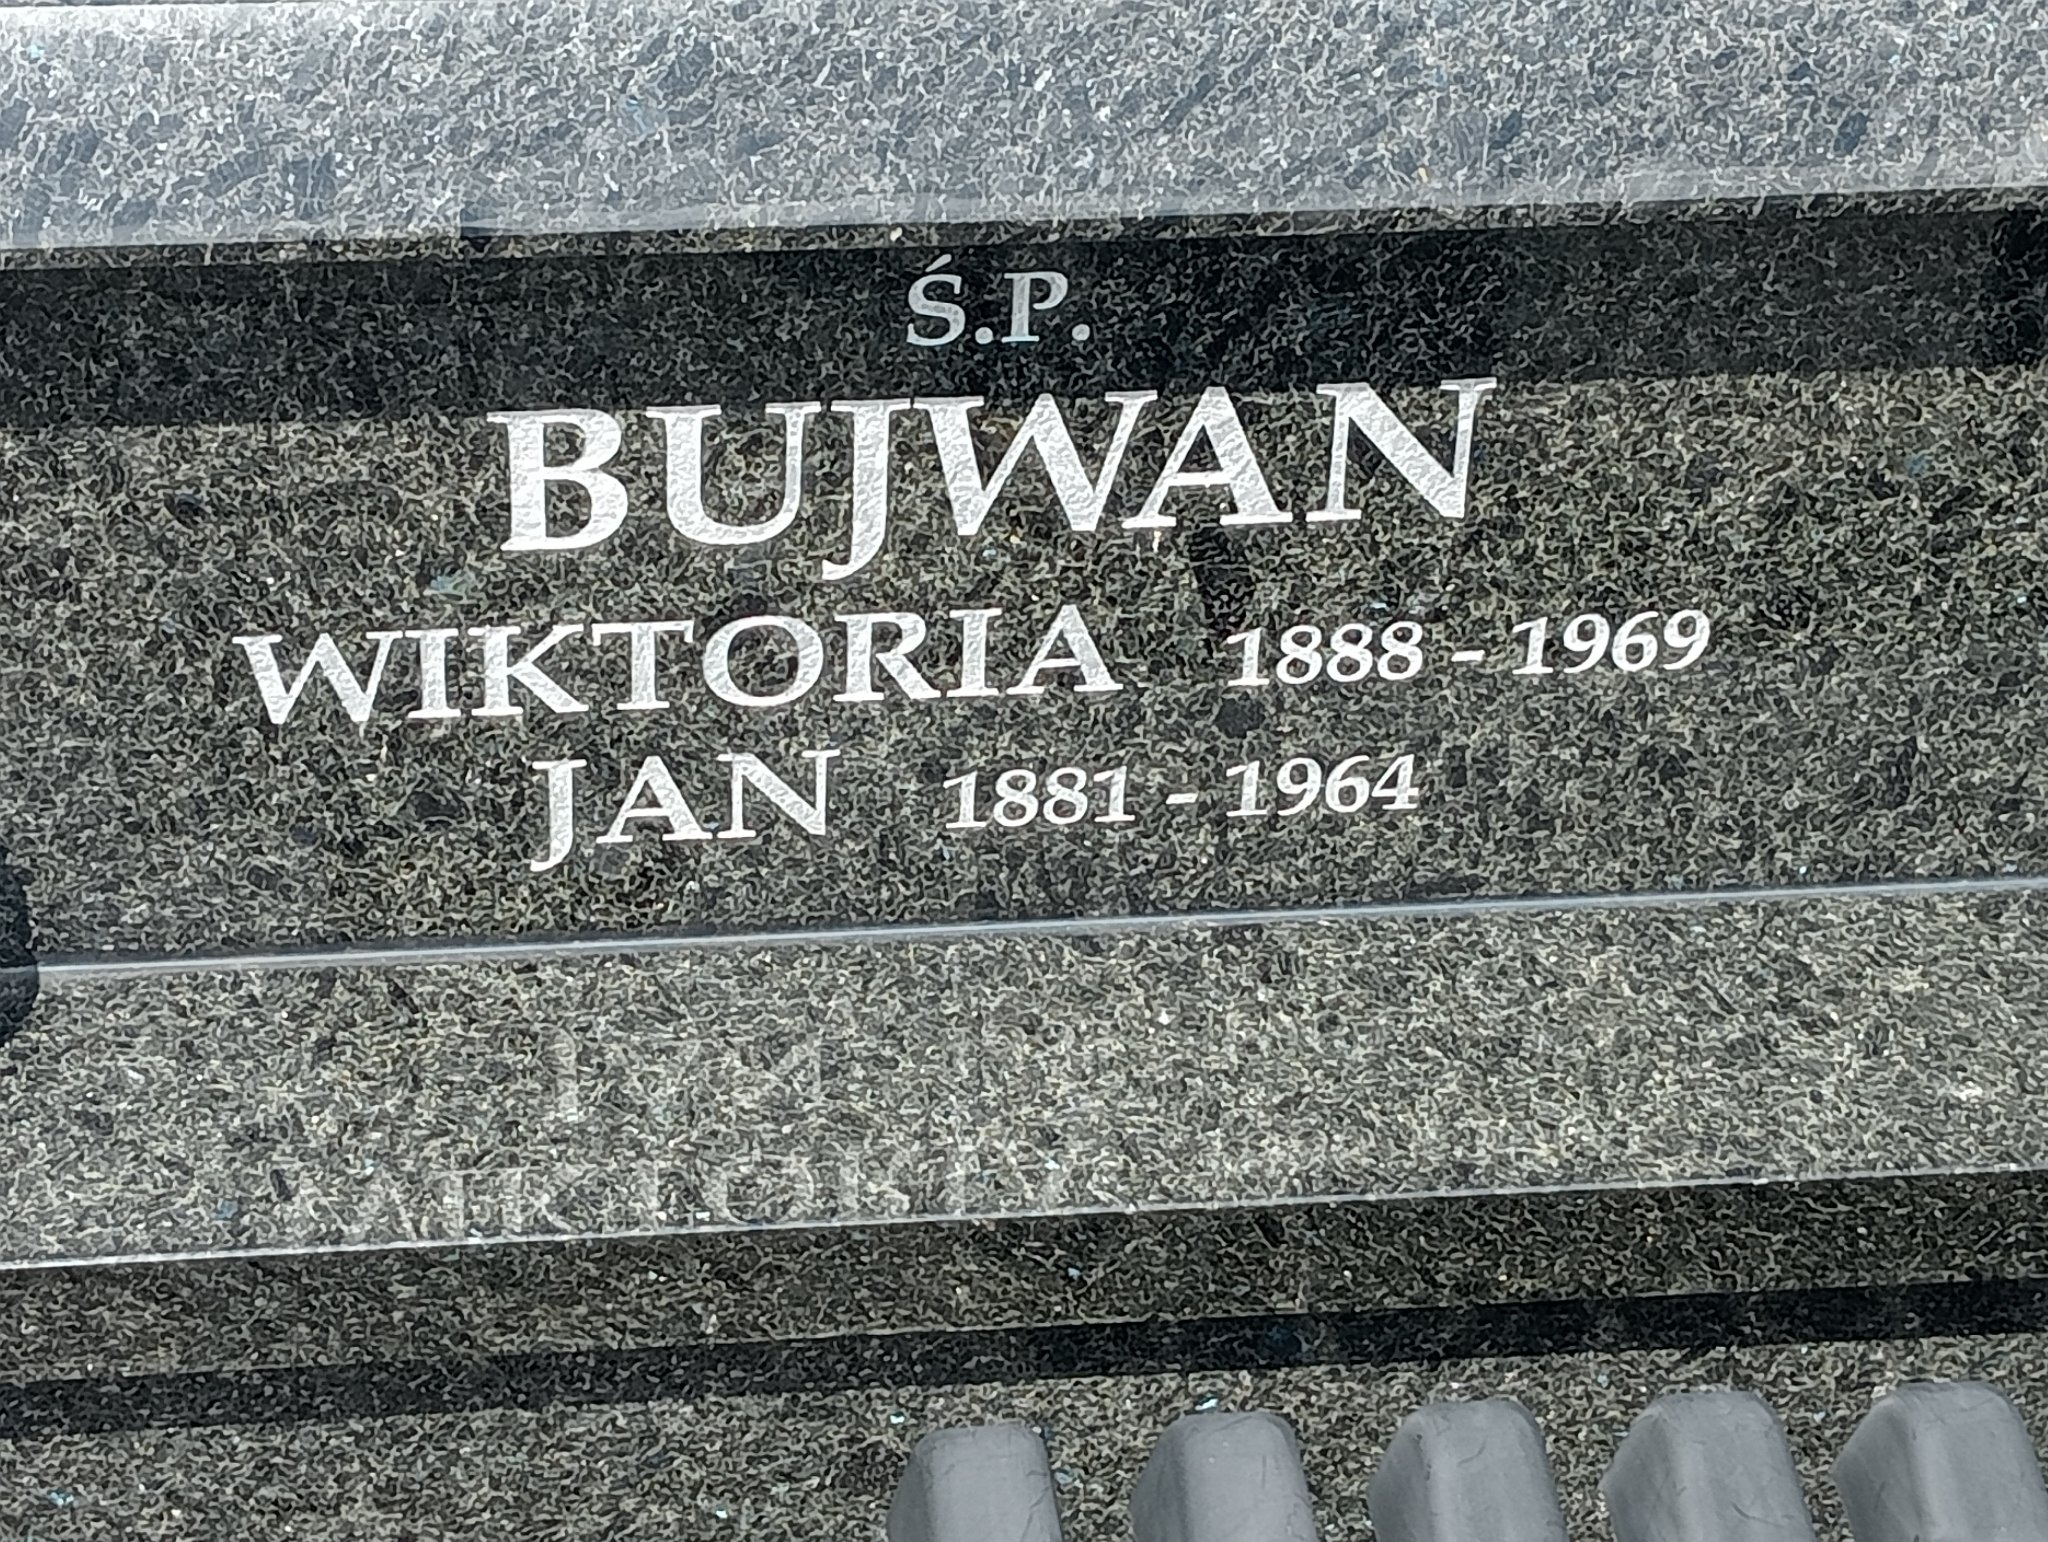 Ś.P.
BUJWAN
WIKTORIA 1888 - 1969
JAN 1881 - 1964